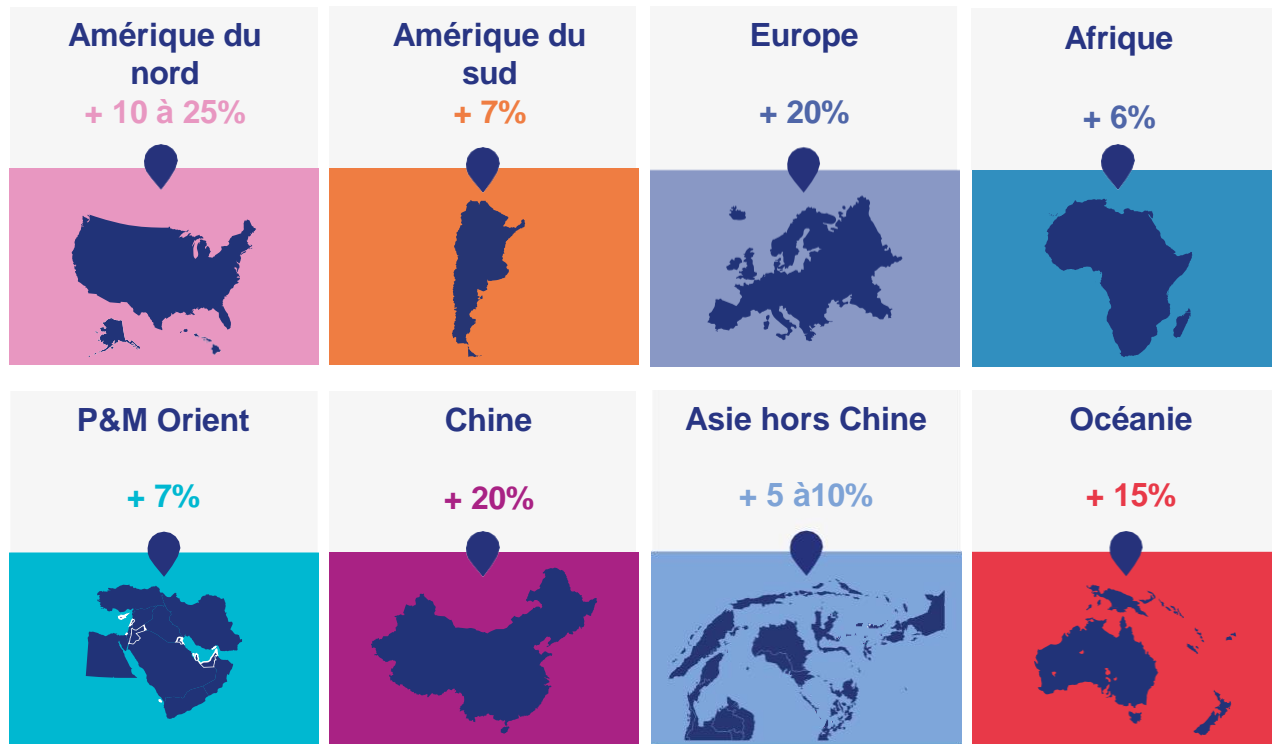 Amérique du
nord
+ 10 à 25%
Amérique du
sud
+ 7%
Europe
+ 20%
Afrique
+ 6%
P&M Orient
+ 7%
Chine
+ 20%
Asie hors Chine
+ 5 à10%
Océanie
+ 15%